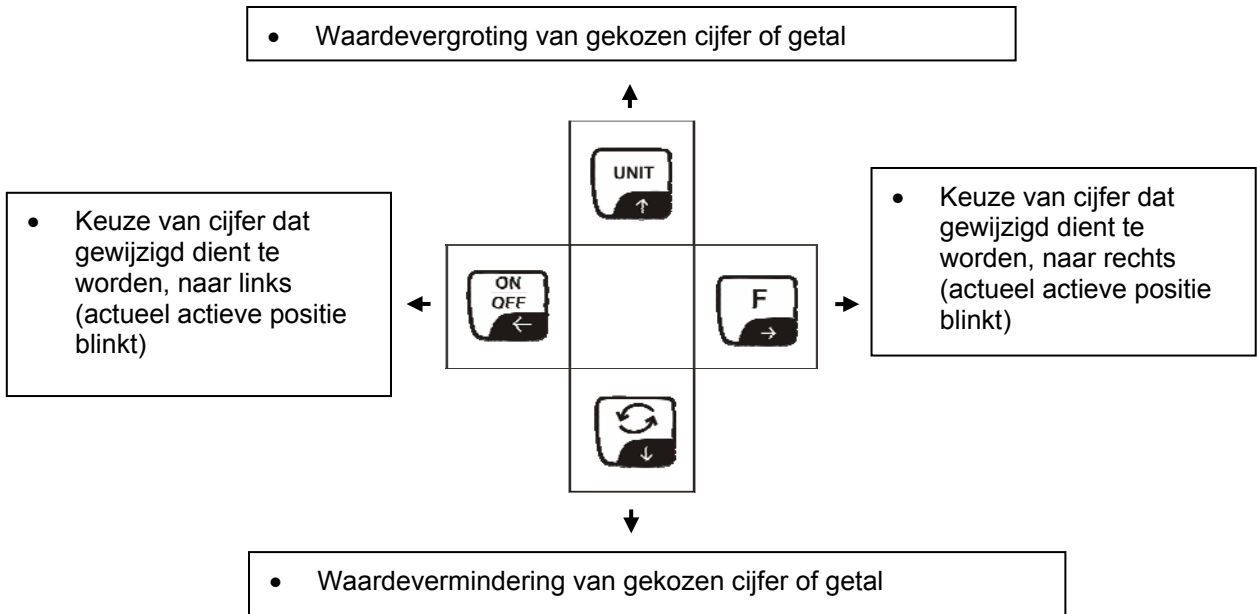 • Waardevergroting van gekozen cijfer of getal
UNIT
↑
• Keuze van cijfer dat
gewijzigd dient te
worden, naar links
(actueel actieve positie
blinkt)
ON
OFF
←
F
→
• Keuze van cijfer dat
gewijzigd dient te
worden, naar rechts
(actueel actieve positie
blinkt)
↓
• Waardevermindering van gekozen cijfer of getal